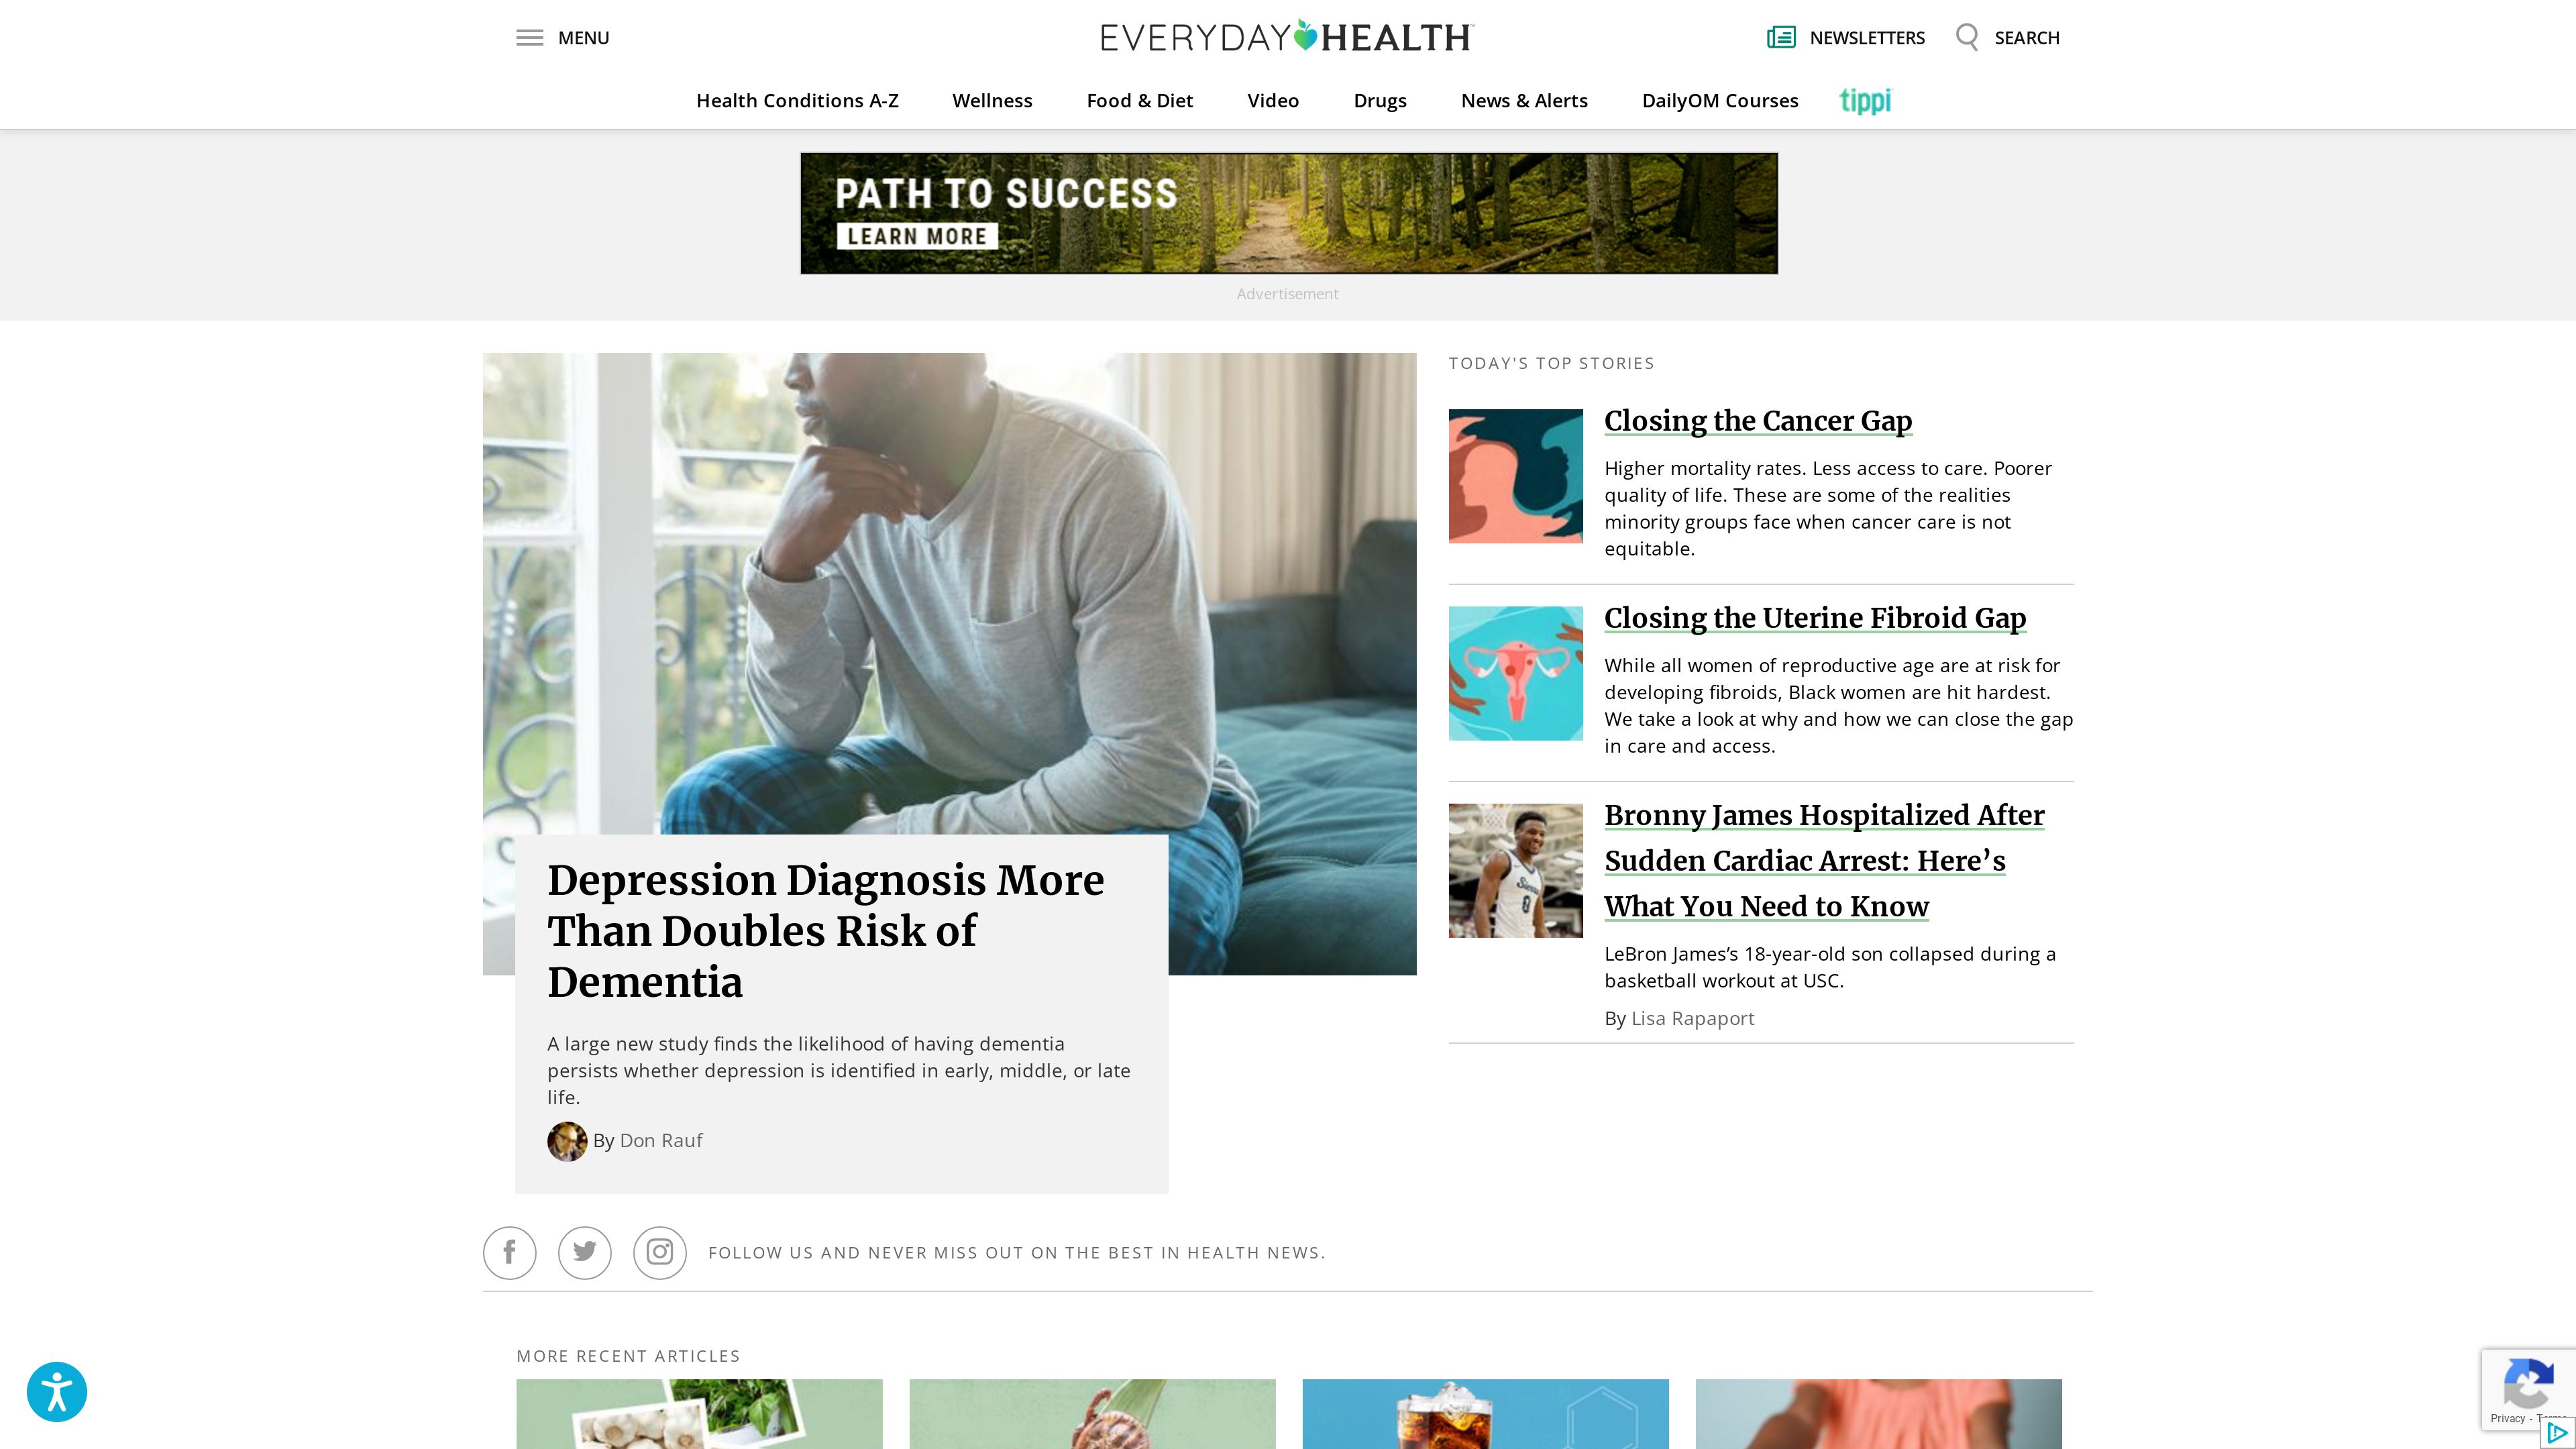 MENU
EVERYDAY HEALTH
NEWSLETTERS
SEARCH
Health Conditions A-Z
Wellness
Food & Diet
Video
Drugs
News & Alerts
DailyOM Courses
tippi
PATH TO SUCCESS
LEARN MORE
Advertisement
Depression Diagnosis More
Than Doubles Risk of
Dementia
A large new study finds the likelihood of having dementia
persists whether depression is identified in early, middle, or late
life.
By Don Rauf
TODAY'S TOP STORIES
Closing the Cancer Gap
Higher mortality rates. Less access to care. Poorer
quality of life. These are some of the realities
minority groups face when cancer care is not
equitable.
Closing the Uterine Fibroid Gap
While all women of reproductive age are at risk for
developing fibroids, Black women are hit hardest.
We take a look at why and how we can close the gap
in care and access.
Bronny James Hospitalized After
Sudden Cardiac Arrest: Here’s
What You Need to Know
LeBron James’s 18-year-old son collapsed during a
basketball workout at USC.
By Lisa Rapaport
FOLLOW US AND NEVER MISS OUT ON THE BEST IN HEALTH NEWS.
MORE RECENT ARTICLES
Privacy -